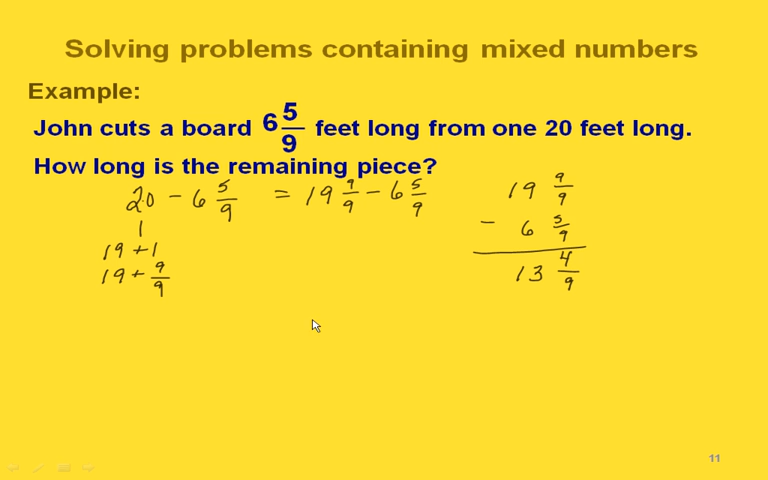 Solving problems containing mixed numbers
Example:
John cuts a board 6 5/9 feet long from one 20 feet long.
How long is the remaining piece?
20 - 6 5/9 = 19 9/9 - 6 5/9
1
19 + 1
19 + 9/9
19 9/9
- 6 5/9
13 4/9
11